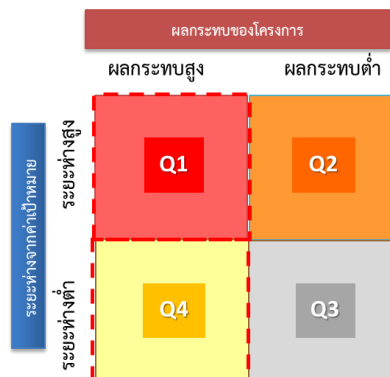 ผลกระทบของโครงการ
ผลกระทบสูง ผลกระทบต่ำ
ระยะห่างจากค่าเป้าหมาย
ระยะห่างสูง
Q1 Q2
ระยะห่างต่ำ
Q4 Q3